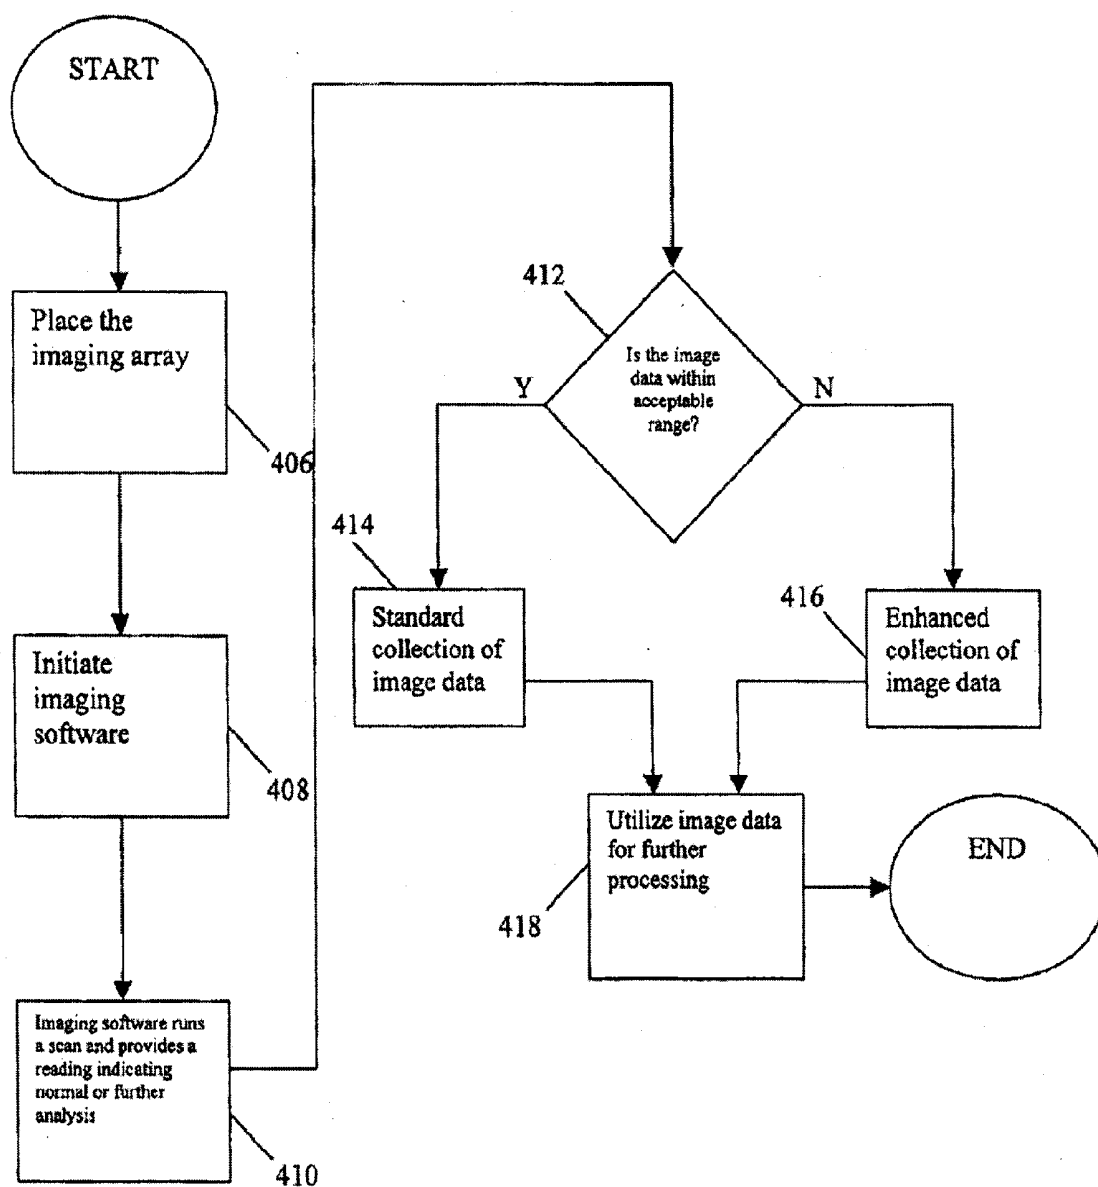 START
Place the
imaging array
406
Initiate
imaging
software
408
Imaging software runs
a scan and provides a
reading indicating
normal or further
analysis
410
412
Is the image
data within
acceptable
range?
Y
N
414
Standard
collection of
image data
416
Enhanced
collection of
image data
Utilize image data
for further
processing
418
END